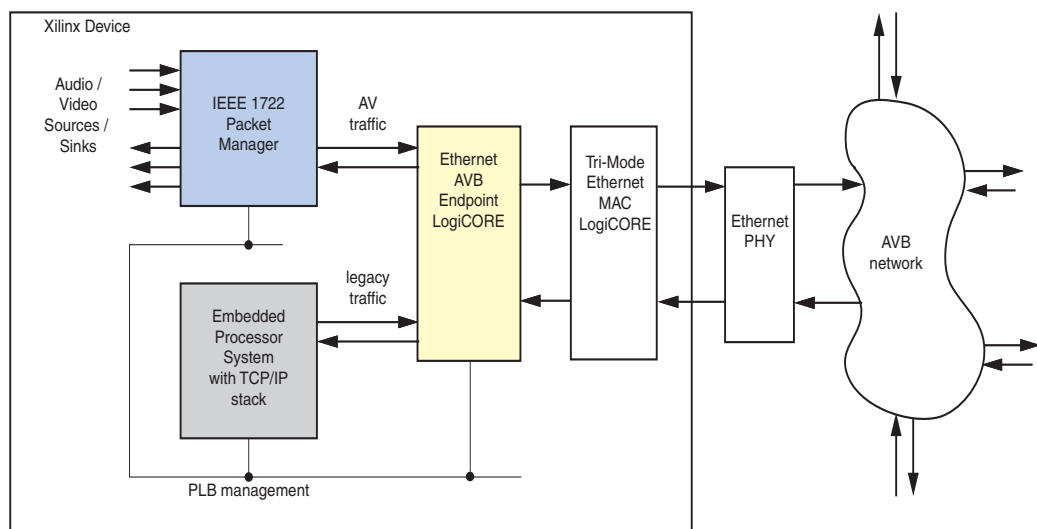 Xilinx Device
Audio /
Video
Sources /
Sinks
IEEE 1722
Packet
Manager
AV
traffic
Ethernet
AVB
Endpoint
LogiCORE
Tri-Mode
Ethernet
MAC
LogiCORE
Ethernet
PHY
AVB
network
legacy
traffic
Embedded
Processor
System
with TCP/IP
stack
PLB management